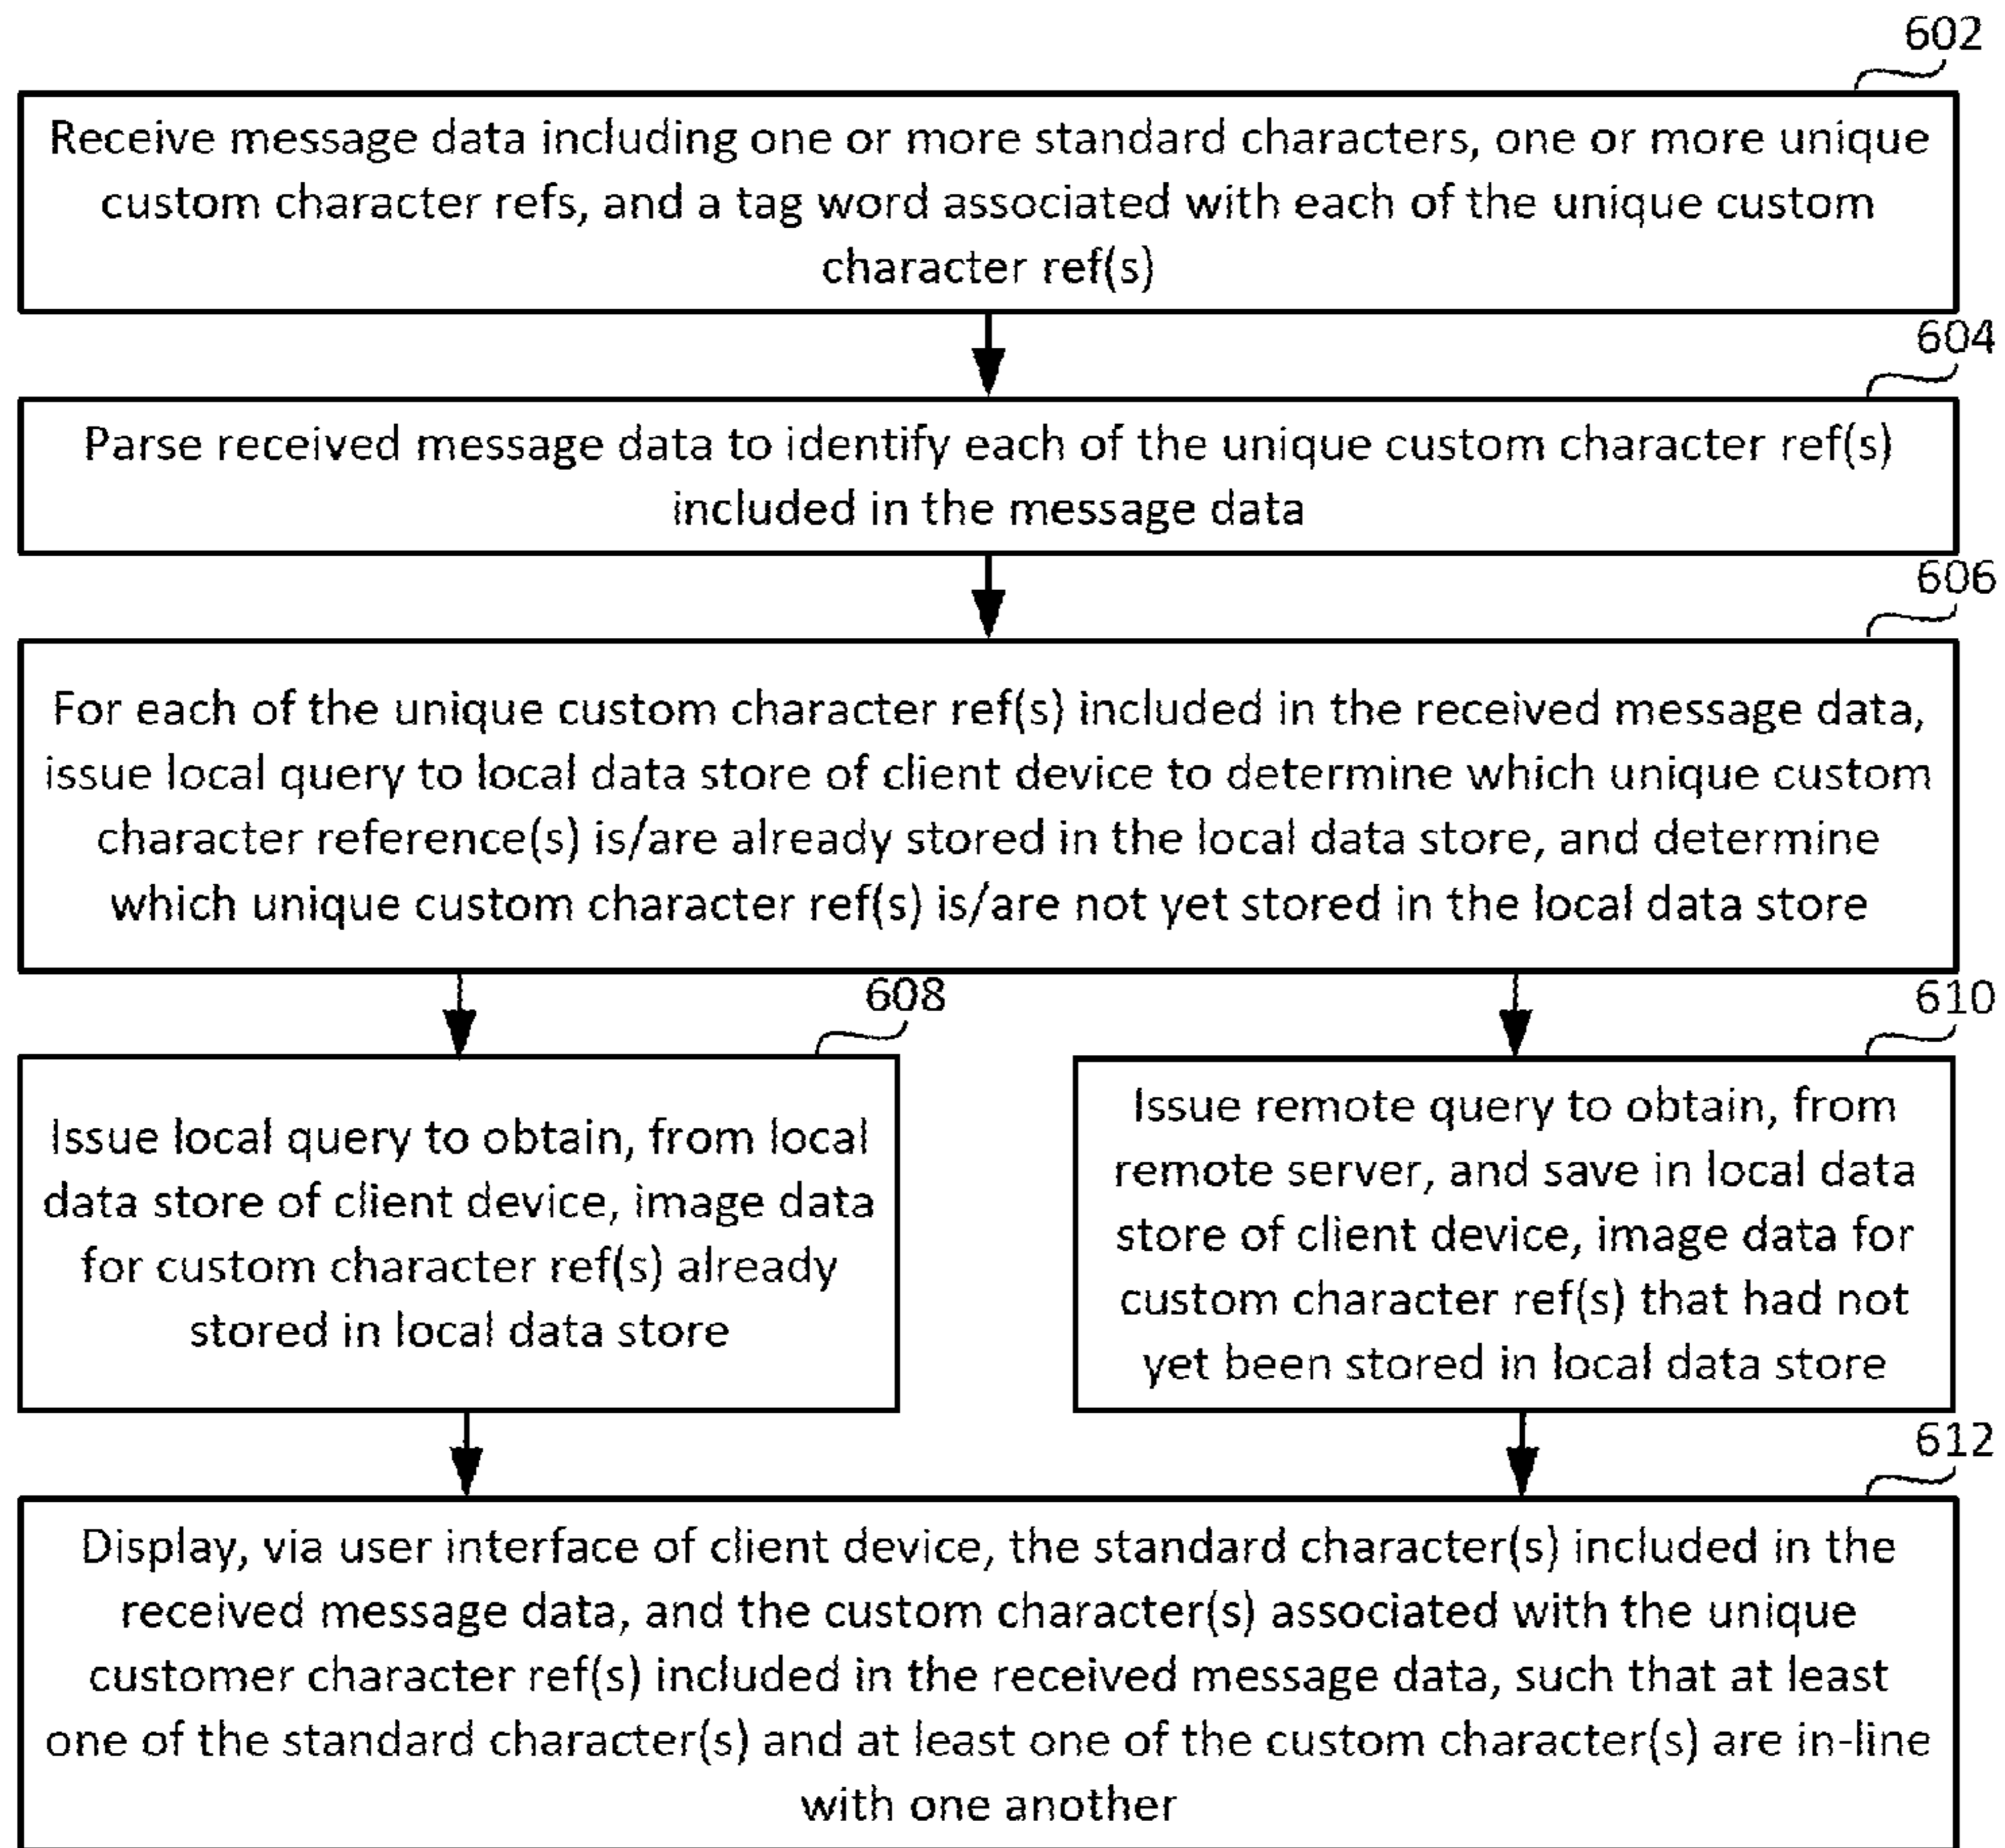 602
Receive message data including one or more standard characters, one or more unique
custom character refs, and a tag word associated with each of the unique custom
character ref(s)
604
Parse received message data to identify each of the unique custom character ref(s)
included in the message data
606
For each of the unique custom character ref(s) included in the received message data,
issue local query to local data store of client device to determine which unique custom
character reference(s) is/are already stored in the local data store, and determine
which unique custom character ref(s) is/are not yet stored in the local data store
608
Issue local query to obtain, from local
data store of client device, image data
for custom character ref(s) already
stored in local data store
610
Issue remote query to obtain, from
remote server, and save in local data
store of client device, image data for
custom character ref(s) that had not
yet been stored in local data store
612
Display, via user interface of client device, the standard character(s) included in the
received message data, and the custom character(s) associated with the unique
customer character ref(s) included in the received message data, such that at least
one of the standard character(s) and at least one of the custom character(s) are in-line
with one another